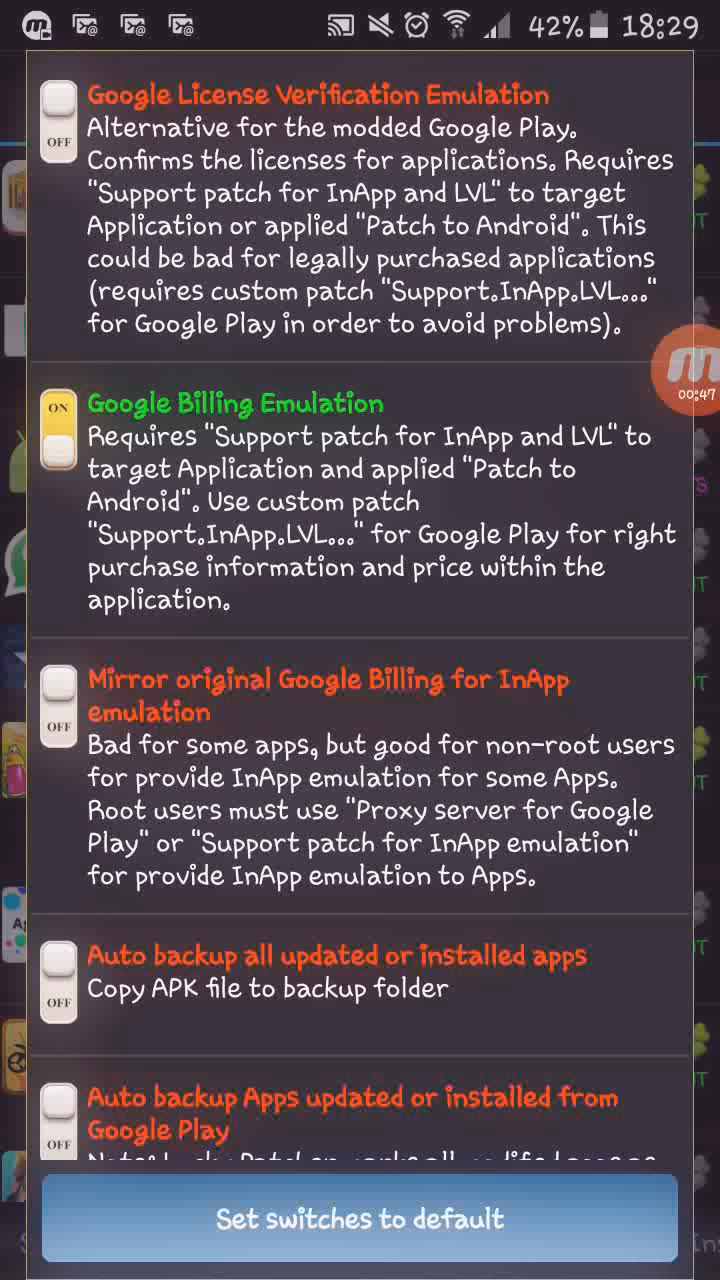 42% 18:29
Google License Verification Emulation
OFF
Alternative for the modded Google Play.
Confirms the licenses for applications. Requires
"Support patch for InApp and LVL" to target
Application or applied "Patch to Android". This
could be bad for legally purchased applications
(requires custom patch "Support.InApp.LVL..."
for Google Play in order to avoid problems).
00:47
ON
Google Billing Emulation
Requires "Support patch for InApp and LVL" to
target Application and applied "Patch to
Android". Use custom patch
"Support.InApp.LVL..." for Google Play for right
purchase information and price within the
application.
Mirror original Google Billing for InApp
emulation
OFF
Bad for some apps, but good for non-root users
for provide InApp emulation for some Apps.
Root users must use "Proxy server for Google
Play" or "Support patch for InApp emulation"
for provide InApp emulation to Apps.
Auto backup all updated or installed apps
OFF
Copy APK file to backup folder
Auto backup Apps updated or installed from
Google Play
OFF
Set switches to default